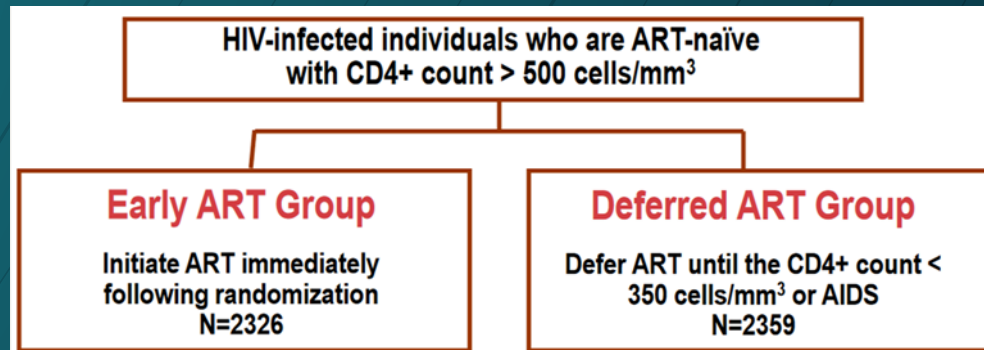 HIV-infected individuals who are ART-naïve
with CD4+ count > 500 cells/mm³
Early ART Group
Initiate ART immediately
following randomization
N=2326
Deferred ART Group
Defer ART until the CD4+ count <
350 cells/mm³ or AIDS
N=2359